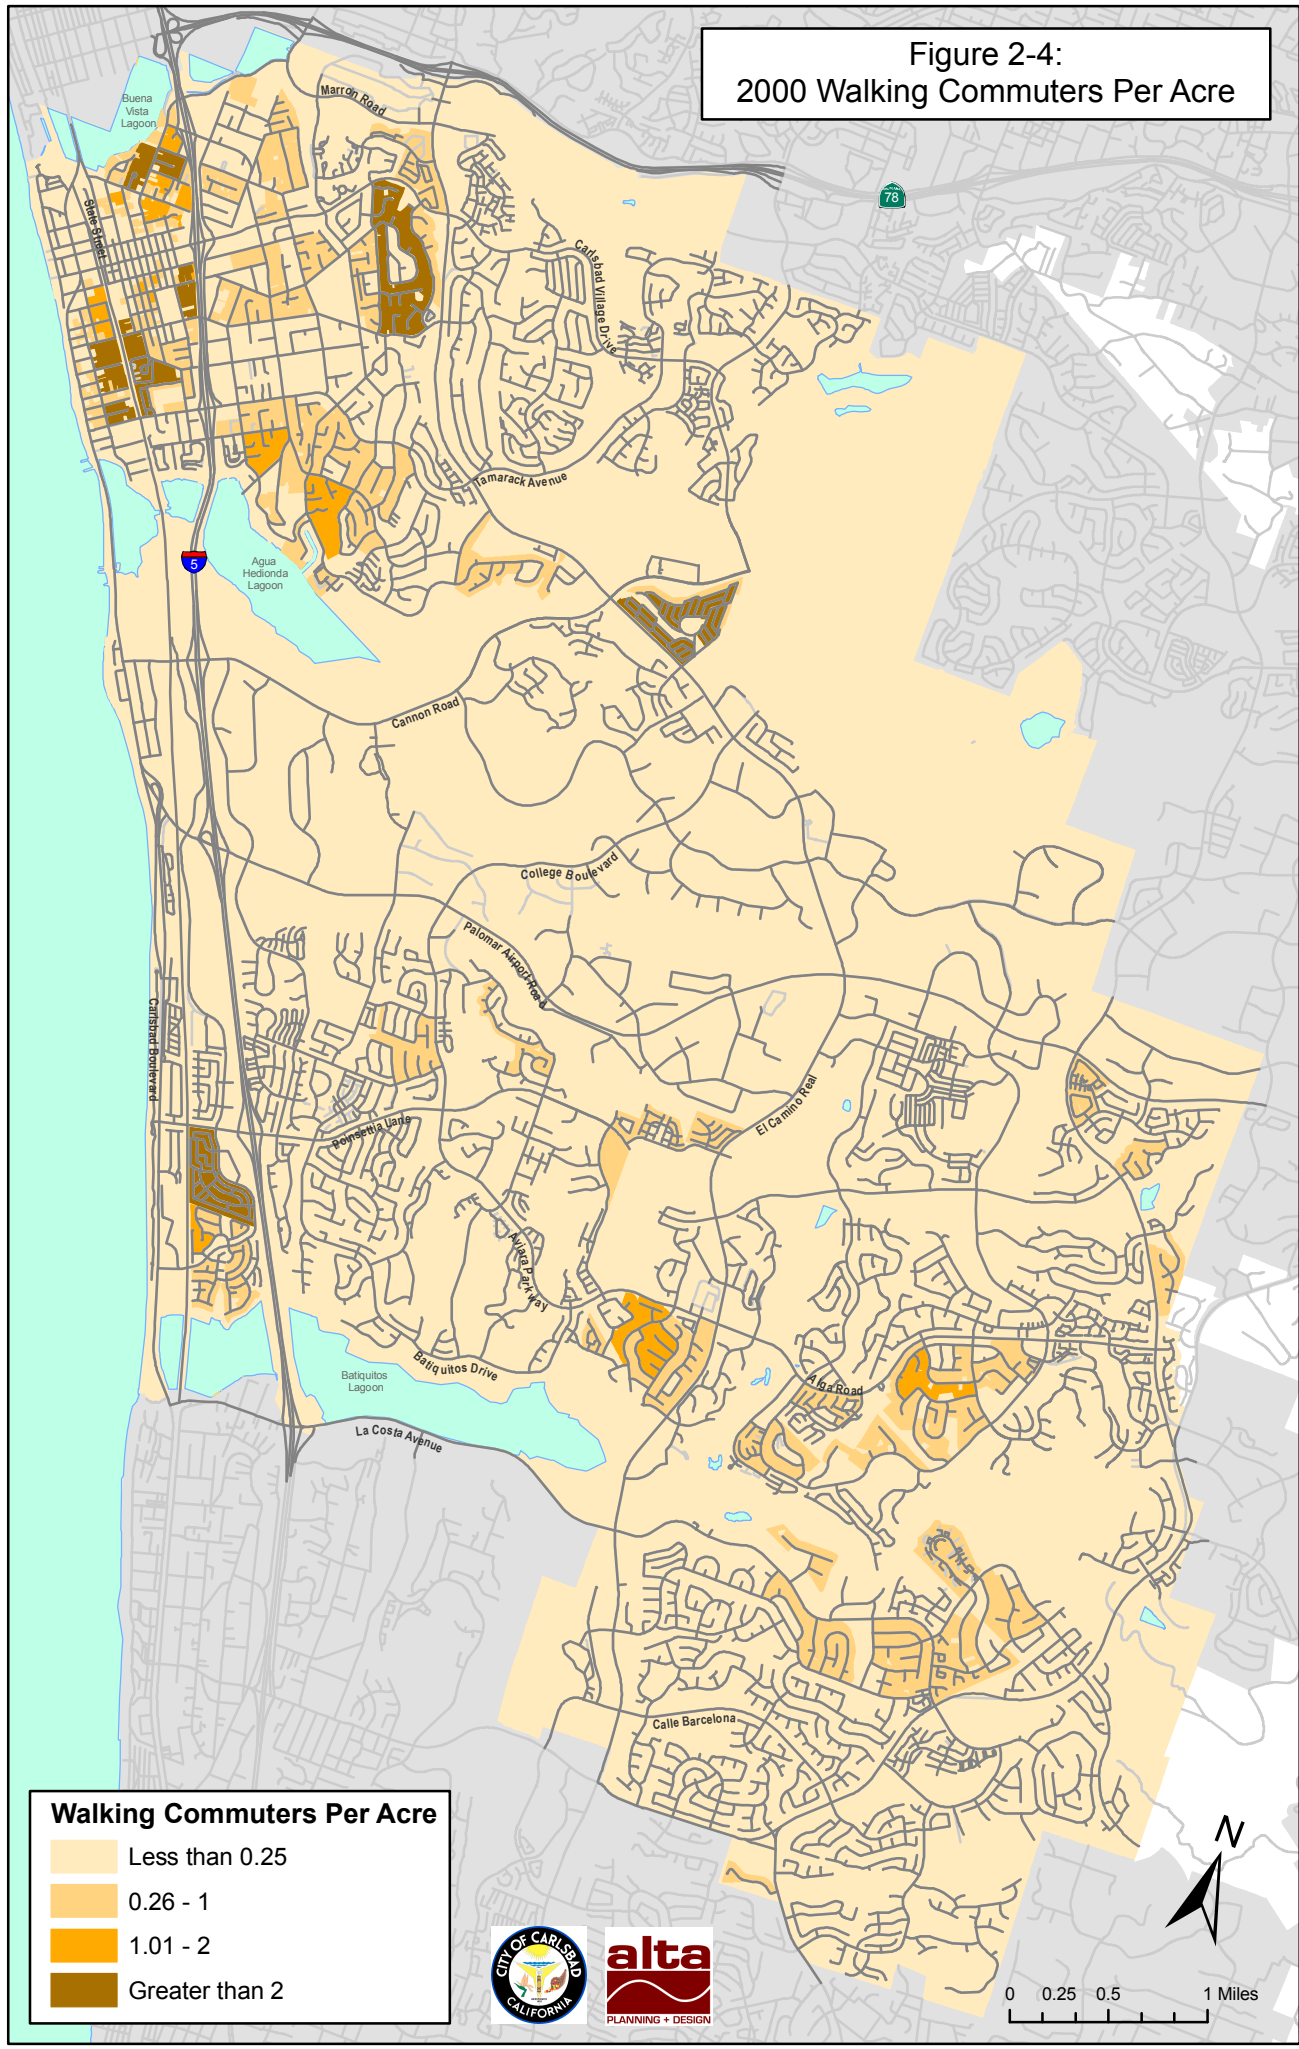 Figure 2-4:
2000 Walking Commuters Per Acre
Buena
Vista
Lagoon
Marron Road
78
State Street
Carlsbad Village Drive
Tamarack Avenue
5
Agua
Hedionda
Lagoon
Cannon Road
College Boulevard
Palomar Airport Road
Carlsbad Boulevard
El Camino Real
Poinsettia Lane
Aviara Parkway
Batiquitos Drive
Batiquitos
Lagoon
Alga Road
La Costa Avenue
Calle Barcelona
Walking Commuters Per Acre
Less than 0.25
0.26 - 1
1.01 - 2
Greater than 2
CITY OF CARLSBAD
CALIFORNIA
alta
PLANNING + DESIGN
N
0 0.25 0.5 1 Miles